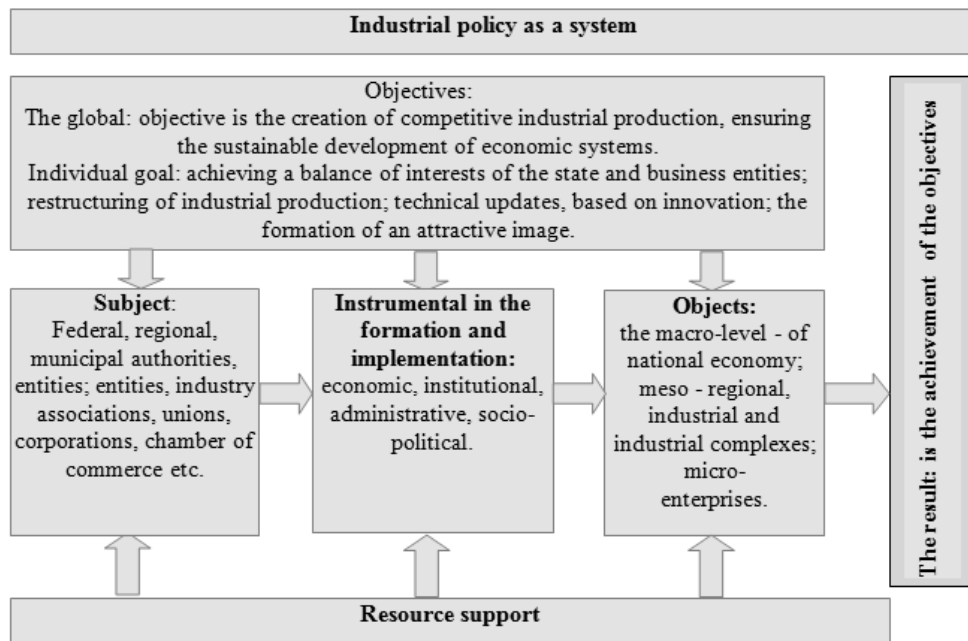 Industrial policy as a system
Objectives:
The global: objective is the creation of competitive industrial production, ensuring
the sustainable development of economic systems.
Individual goal: achieving a balance of interests of the state and business entities;
restructuring of industrial production; technical updates, based on innovation; the
formation of an attractive image.
Subject:
Federal, regional,
municipal authorities,
entities; entities, industry
associations, unions,
corporations, chamber of
commerce etc.
Instrumental in the
formation and
implementation:
economic, institutional,
administrative, socio-
political.
Objects:
the macro-level - of
national economy;
meso - regional,
industrial and
industrial complexes;
micro-
enterprises.
The result: is the achievement of the objectives
Resource support